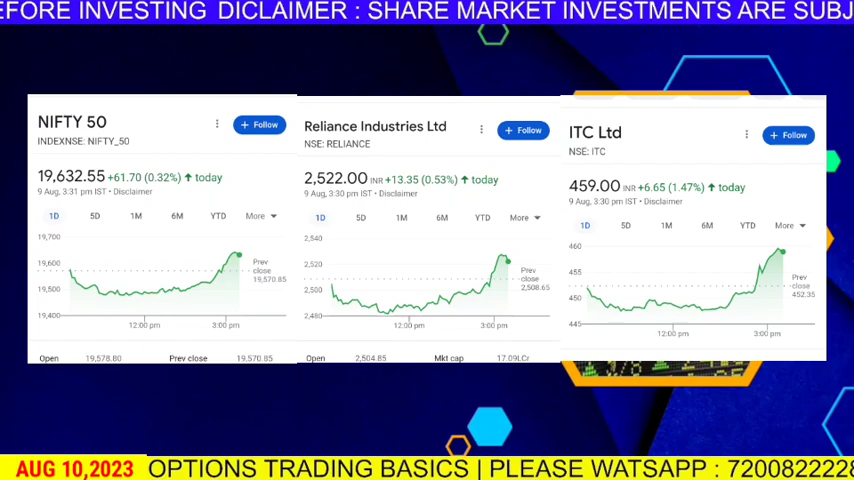 EFORE INVESTING DICLAIMER : SHARE MARKET INVESTMENTS ARE SUBJ
NIFTY 50
+ Follow
INDEXNSE: NIFTY_50
19,632.55 +61.70 (0.32%) ↑ today
9 Aug, 3:31 pm IST • Disclaimer
1D 5D 1M 6M YTD More
19,700
19,600
19,500
19,400
Prev
close
19,570.85
12:00 pm 3:00 pm
Open 19,578.80 Prev close 19,570.85
Reliance Industries Ltd
+ Follow
NSE: RELIANCE
2,522.00 INR +13.35 (0.53%) ↑ today
9 Aug, 3:30 pm IST • Disclaimer
1D 5D 1M 6M YTD More
2,540
2,520
2,500
2,480
Prev
close
2,508.65
12:00 pm 3:00 pm
Open 2,504.85 Mkt cap 17.09LCr
ITC Ltd
+ Follow
NSE: ITC
459.00 INR +6.65 (1.47%) ↑ today
9 Aug, 3:30 pm IST • Disclaimer
1D 5D 1M 6M YTD More
460
455
450
445
Prev
close
452.35
12:00 pm 3:00 pm
AUG 10,2023 OPTIONS TRADING BASICS | PLEASE WATSAPP : 7200822228